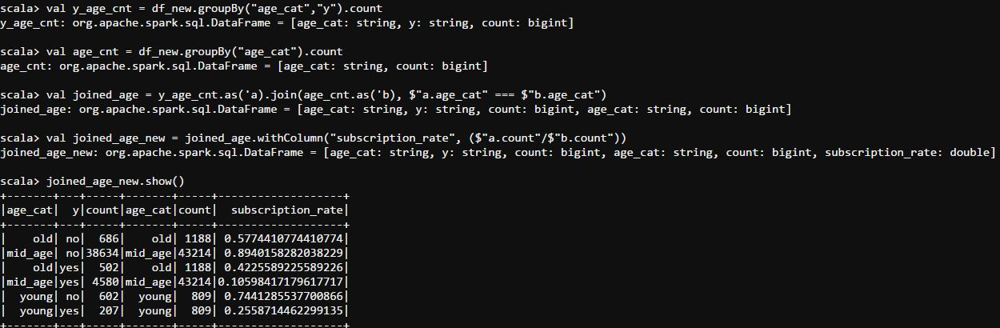 scala> val y_age_cnt = df_new.groupBy("age_cat","y").count
y_age_cnt: org.apache.spark.sql.DataFrame = [age_cat: string, y: string, count: bigint]

scala> val age_cnt = df_new.groupBy("age_cat").count
age_cnt: org.apache.spark.sql.DataFrame = [age_cat: string, count: bigint]

scala> val joined_age = y_age_cnt.as('a).join(age_cnt.as('b), $"a.age_cat" === $"b.age_cat")
joined_age: org.apache.spark.sql.DataFrame = [age_cat: string, y: string, count: bigint, age_cat: string, count: bigint]

scala> val joined_age_new = joined_age.withColumn("subscription_rate", ($"a.count"/$"b.count"))
joined_age_new: org.apache.spark.sql.DataFrame = [age_cat: string, y: string, count: bigint, age_cat: string, count: bigint, subscription_rate: double]

scala> joined_age_new.show()
+-------+---+-----+-------+-----+-------------------+
|age_cat|  y|count|age_cat|count|  subscription_rate|
+-------+---+-----+-------+-----+-------------------+
|    old| no|  686|    old| 1188| 0.5774410774410774|
|mid_age| no|38634|mid_age|43214| 0.8940158282038229|
|    old|yes|  502|    old| 1188| 0.4225589225589226|
|mid_age|yes| 4580|mid_age|43214|0.10598417179617717|
|  young| no|  602|  young|  809| 0.7441285537700866|
|  young|yes|  207|  young|  809| 0.2558714462299135|
+-------+---+-----+-------+-----+-------------------+